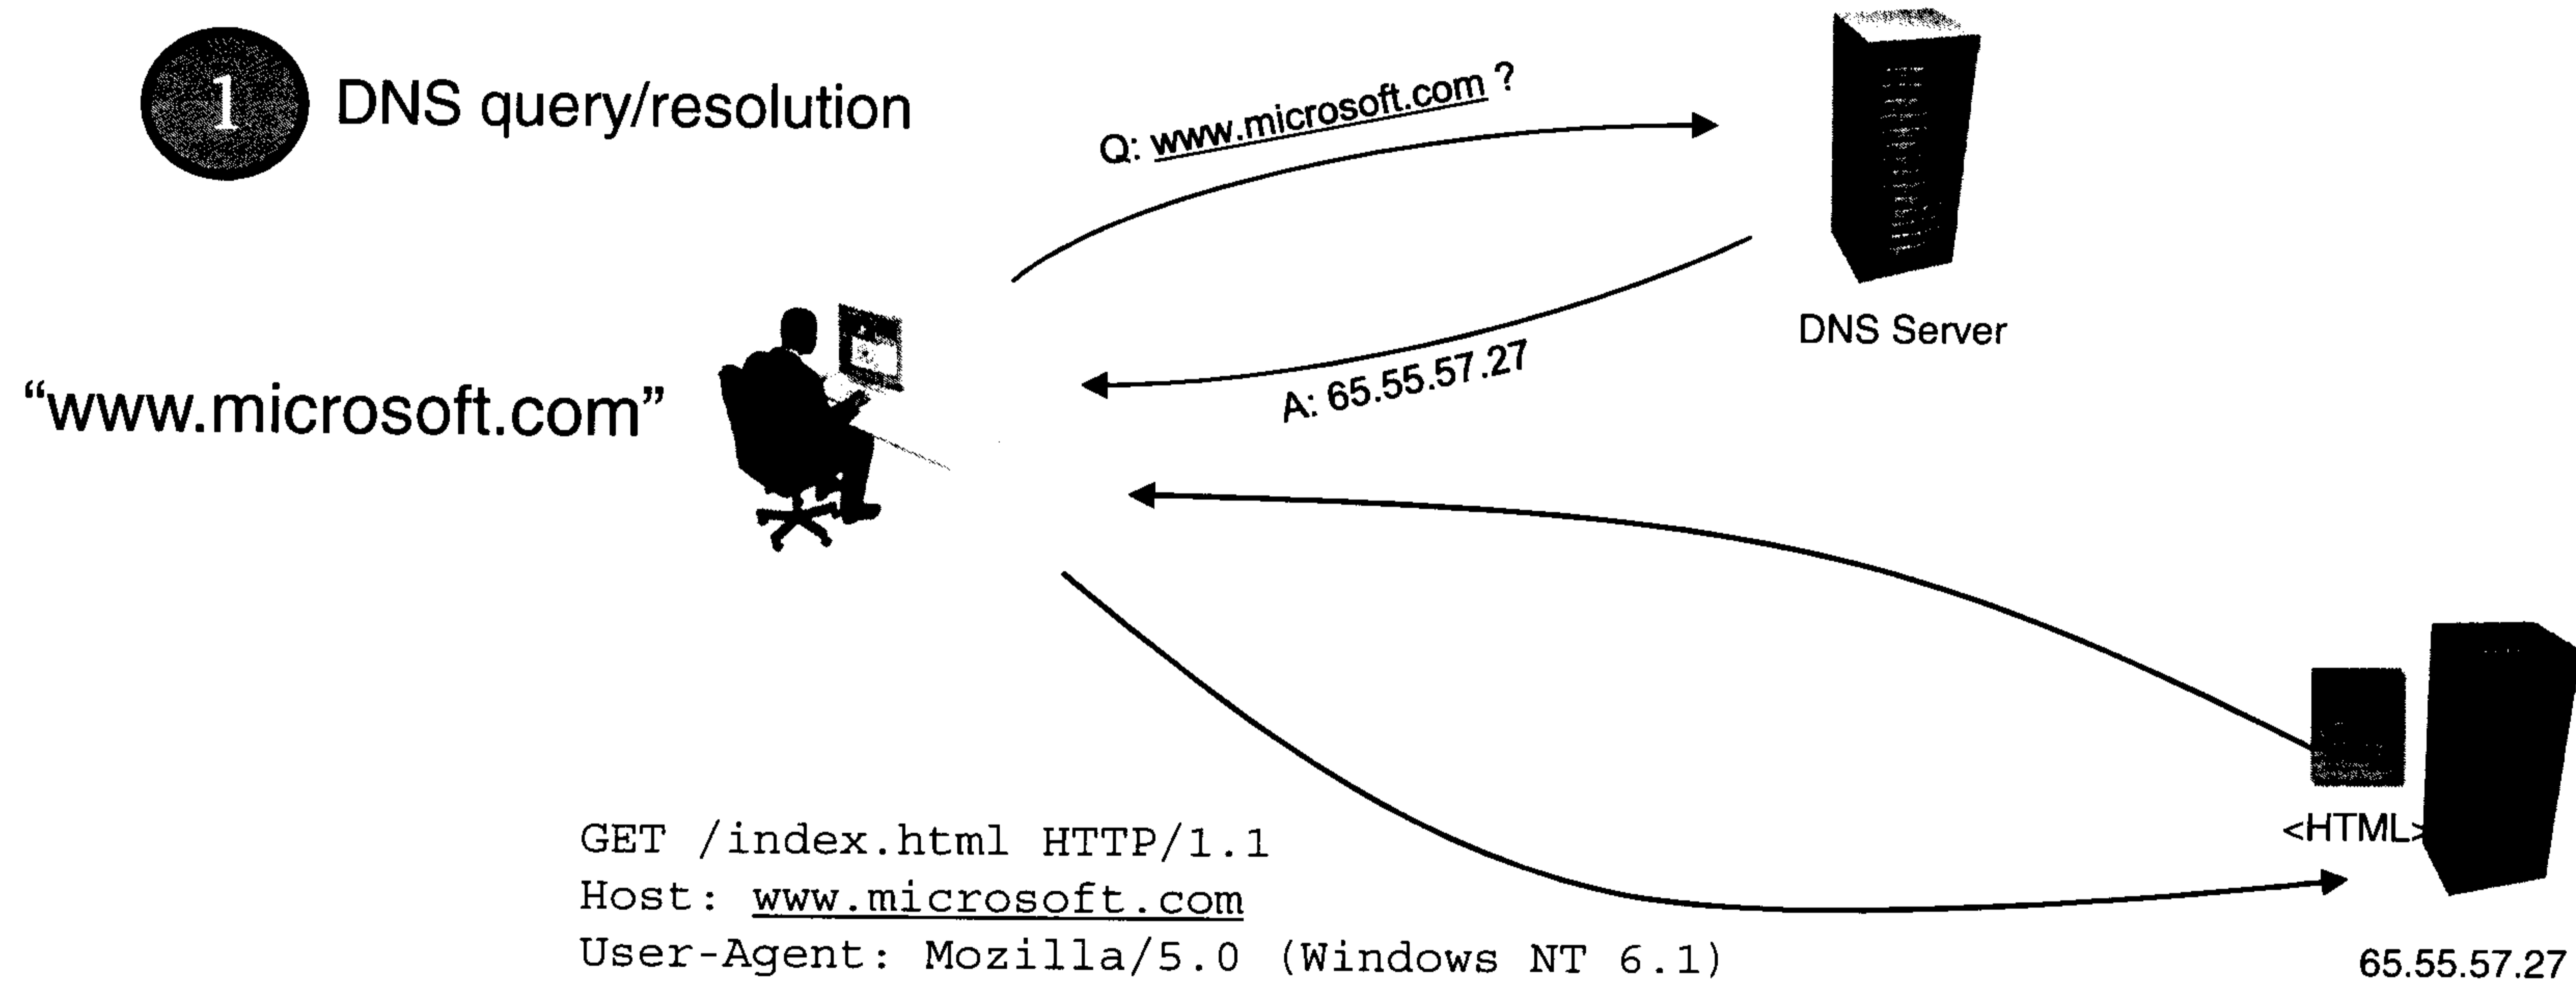 1 DNS query/resolution
Q: www.microsoft.com ?
DNS Server
A: 65.55.57.27
“www.microsoft.com”
<HTML>
GET /index.html HTTP/1.1
Host: www.microsoft.com
User-Agent: Mozilla/5.0 (Windows NT 6.1)
65.55.57.27